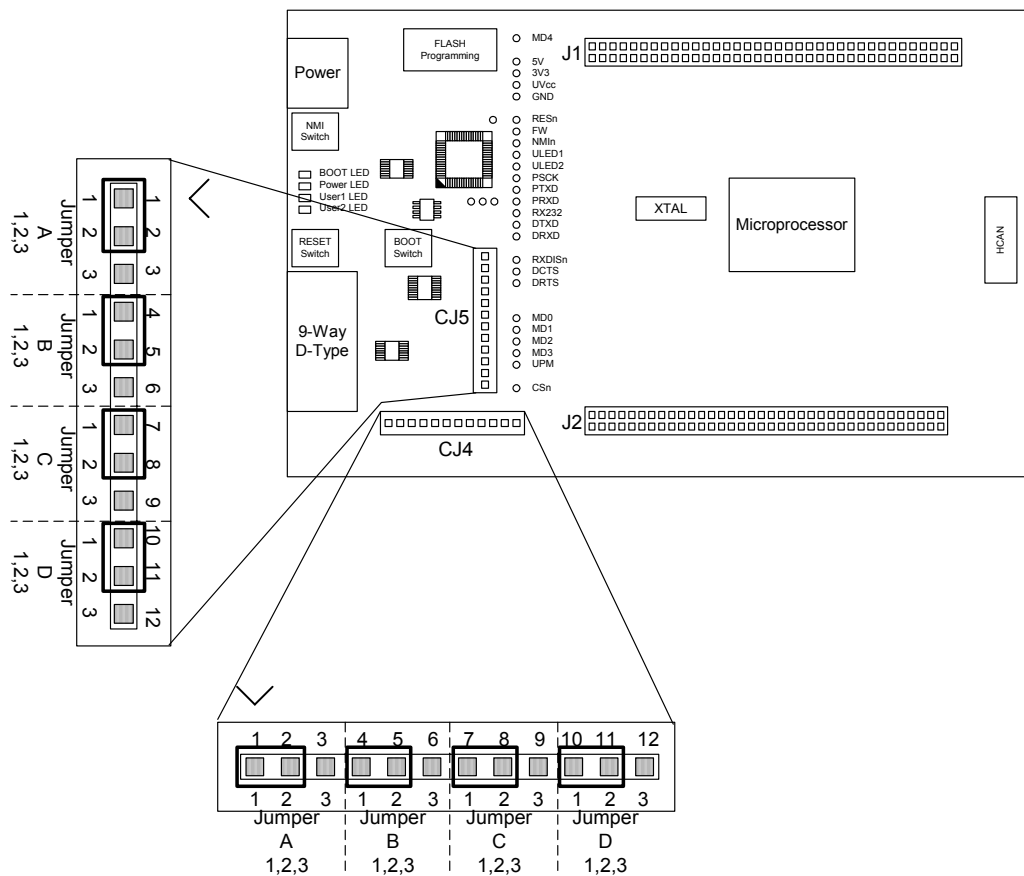 FLASH
Programming
Power
NMI
Switch
BOOT LED
Power LED
User1 LED
User2 LED
RESET
Switch
BOOT
Switch
9-Way
D-Type
CJ5
CJ4
MD4
5V
3V3
UVcc
GND
RESn
FW
NMIn
ULED1
ULED2
PSCK
PTXD
PRXD
RX232
DTXD
DRXD
RXDISn
DCTS
DRTS
MD0
MD1
MD2
MD3
UPM
CSn
J1
J2
XTAL
Microprocessor
HCAN
1 2 3 4 5 6 7 8 9 10 11 12
1 2 3 1 2 3 1 2 3 1 2 3
Jumper
A
1,2,3
Jumper
B
1,2,3
Jumper
C
1,2,3
Jumper
D
1,2,3
1 2 3 4 5 6 7 8 9 10 11 12
1 2 3 1 2 3 1 2 3 1 2 3
Jumper Jumper Jumper Jumper
A B C D
1,2,3 1,2,3 1,2,3 1,2,3